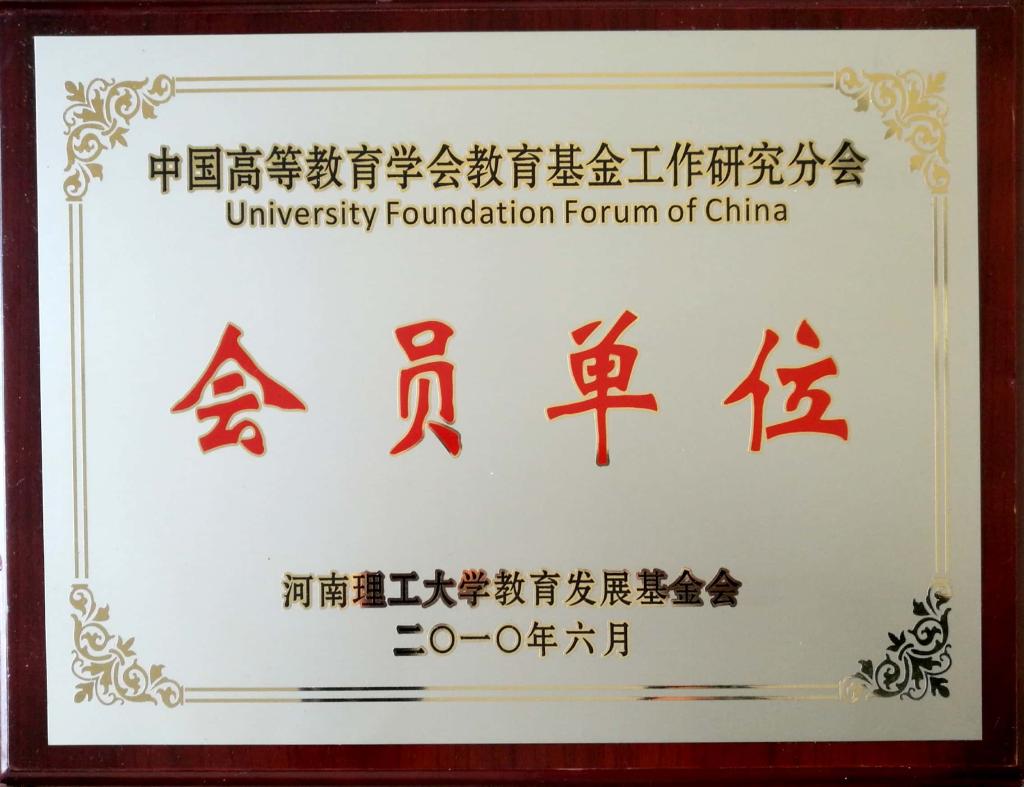 中国高等教育学会教育基金工作研究分会
University Foundation Forum of China
会员单位
河南理工大学教育发展基金会
二〇一〇年六月